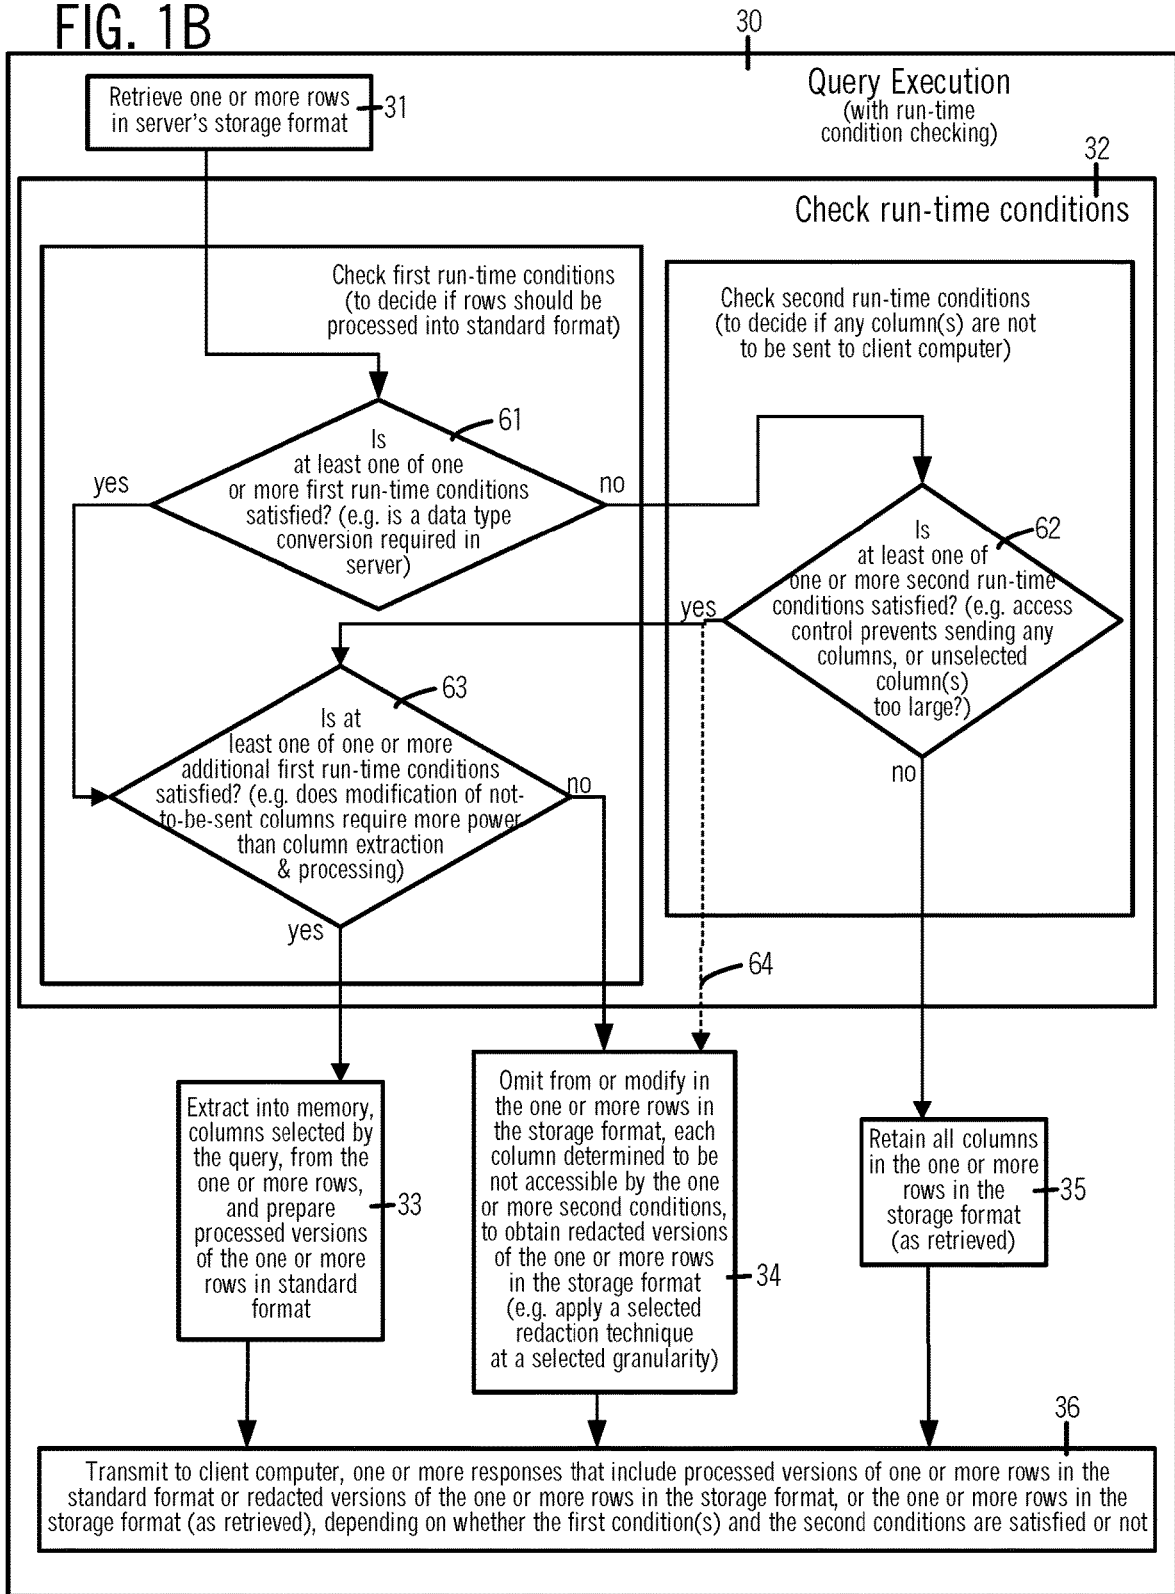 FIG. 1B
30
Query Execution
(with run-time
condition checking)
Retrieve one or more rows
in server's storage format
31
32
Check run-time conditions
Check first run-time conditions
(to decide if rows should be
processed into standard format)
Check second run-time conditions
(to decide if any column(s) are not
to be sent to client computer)
61
Is
at least one of one
or more first run-time conditions
satisfied? (e.g. is a data type
conversion required in
server)
yes
no
62
Is
at least one of
one or more second run-time
conditions satisfied? (e.g. access
control prevents sending any
columns, or unselected
column(s)
too large?)
yes
no
63
Is at
least one of one or more
additional first run-time conditions
satisfied? (e.g. does modification of not-
to-be-sent columns require more power
than column extraction
& processing)
no
yes
64
Extract into memory,
columns selected by
the query, from the
one or more rows,
and prepare
processed versions
of the one or more
rows in standard
format
33
Omit from or modify in
the one or more rows in
the storage format, each
column determined to be
not accessible by the one
or more second conditions,
to obtain redacted versions
of the one or more rows
in the storage format
(e.g. apply a selected
redaction technique
at a selected granularity)
34
Retain all columns
in the one or more
rows in the
storage format
(as retrieved)
35
36
Transmit to client computer, one or more responses that include processed versions of one or more rows in the
standard format or redacted versions of the one or more rows in the storage format, or the one or more rows in the
storage format (as retrieved), depending on whether the first condition(s) and the second conditions are satisfied or not